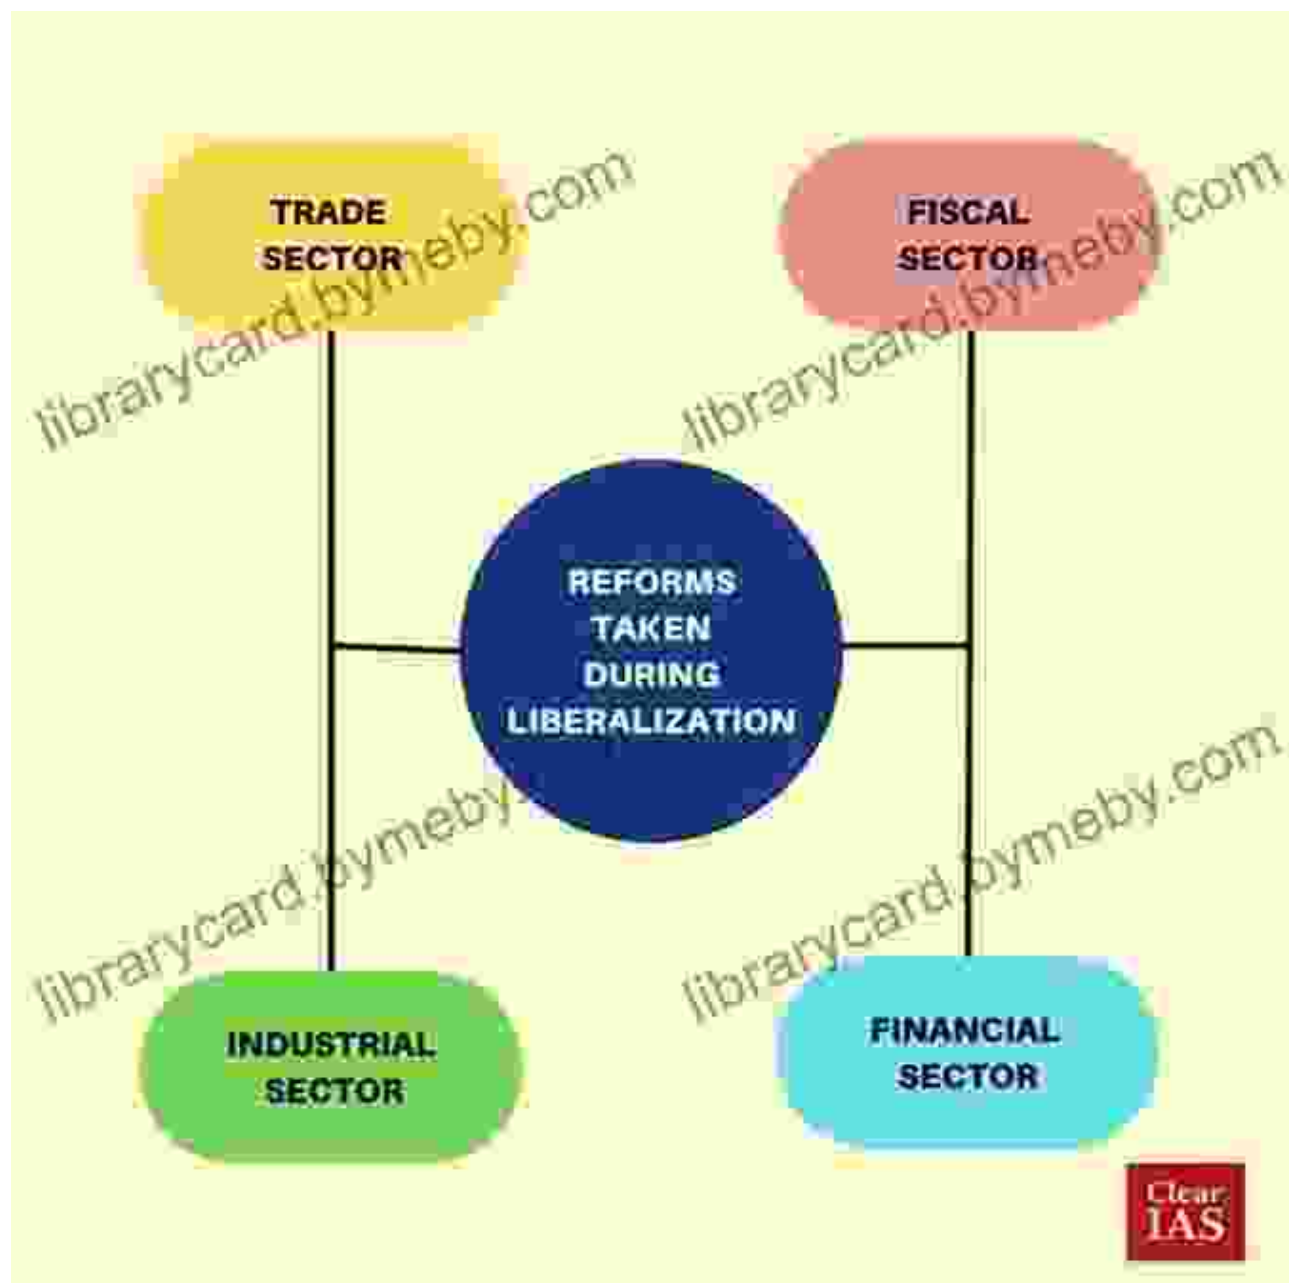 TRADE
SECTOR
FISCAL
SECTOR
REFORMS
TAKEN
DURING
LIBERALIZATION
INDUSTRIAL
SECTOR
FINANCIAL
SECTOR
Clear
IAS
librarycard.bymeby.com
librarycard.bymeby.com
librarycard.bymeby.
librarycard.bymeby.com